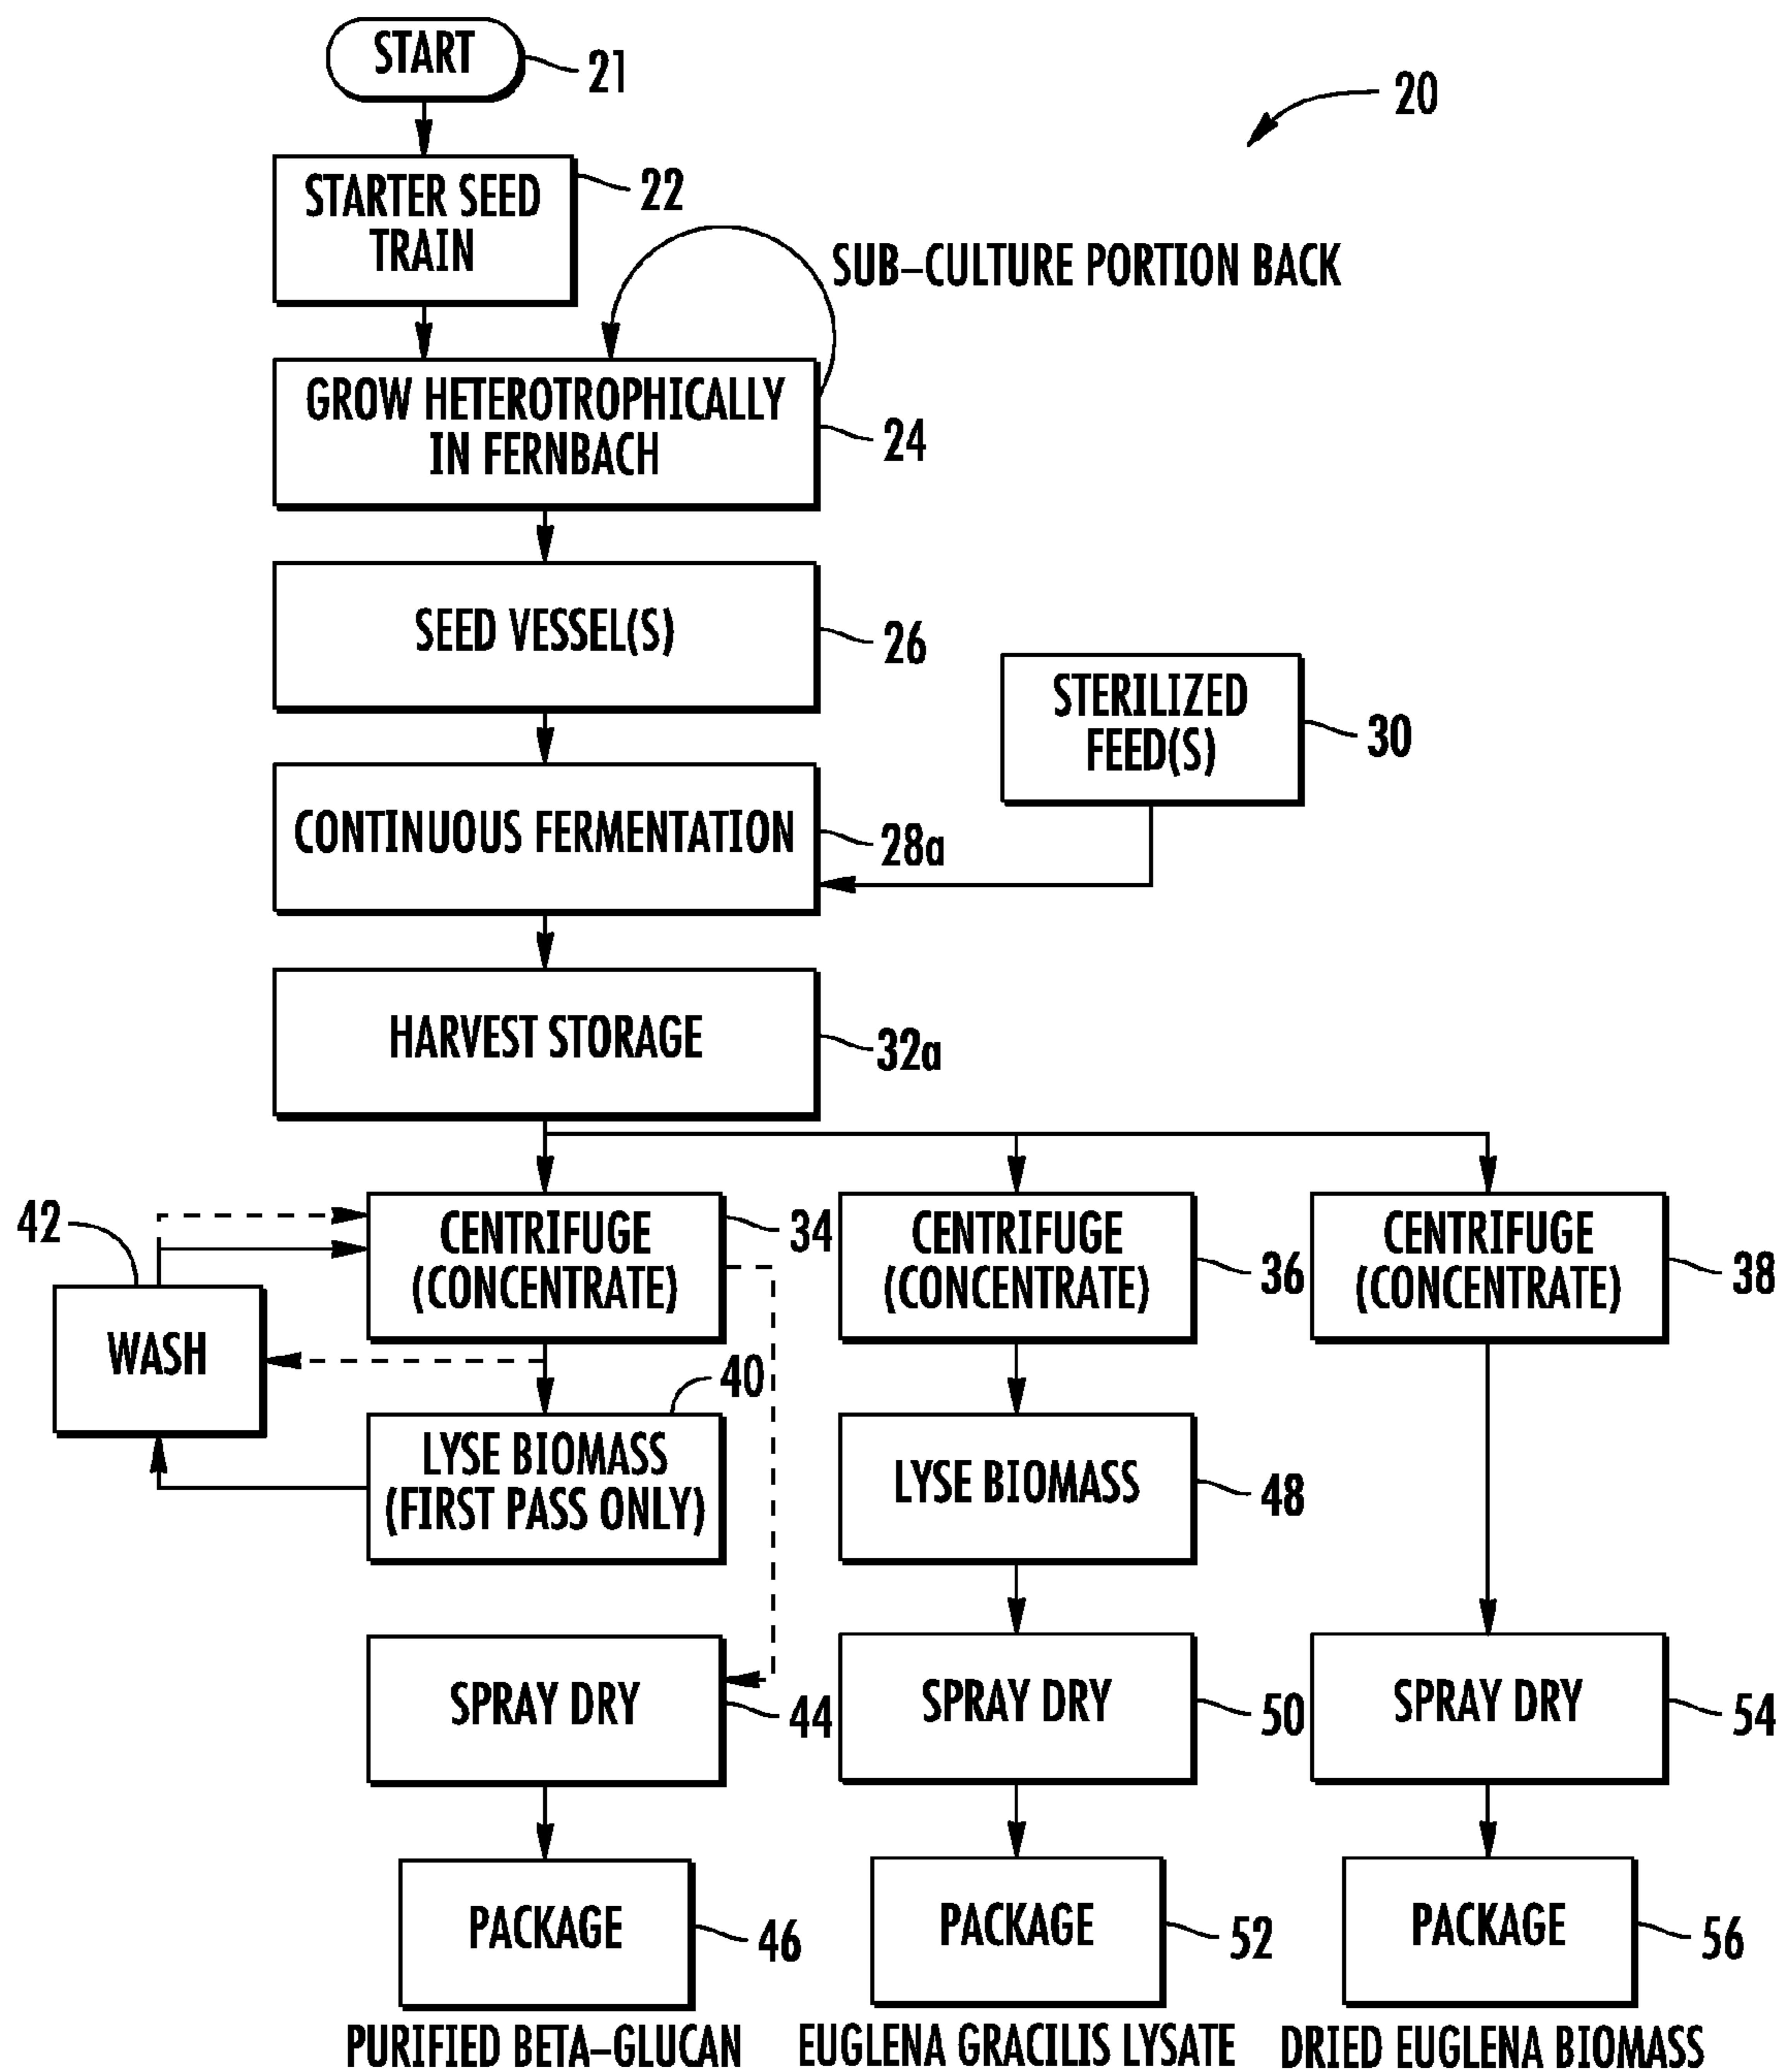 START
21
20
STARTER SEED
TRAIN
22
SUB-CULTURE PORTION BACK
GROW HETEROTROPHICALLY
IN FERNBACH
24
SEED VESSEL(S)
26
STERILIZED
FEED(S)
30
CONTINUOUS FERMENTATION
28a
HARVEST STORAGE
32a
42
CENTRIFUGE
(CONCENTRATE)
34
CENTRIFUGE
(CONCENTRATE)
36
CENTRIFUGE
(CONCENTRATE)
38
WASH
40
LYSE BIOMASS
(FIRST PASS ONLY)
LYSE BIOMASS
48
SPRAY DRY
44
SPRAY DRY
50
SPRAY DRY
54
PACKAGE
46
PACKAGE
52
PACKAGE
56
PURIFIED BETA-GLUCAN
EUGLENA GRACILIS LYSATE
DRIED EUGLENA BIOMASS